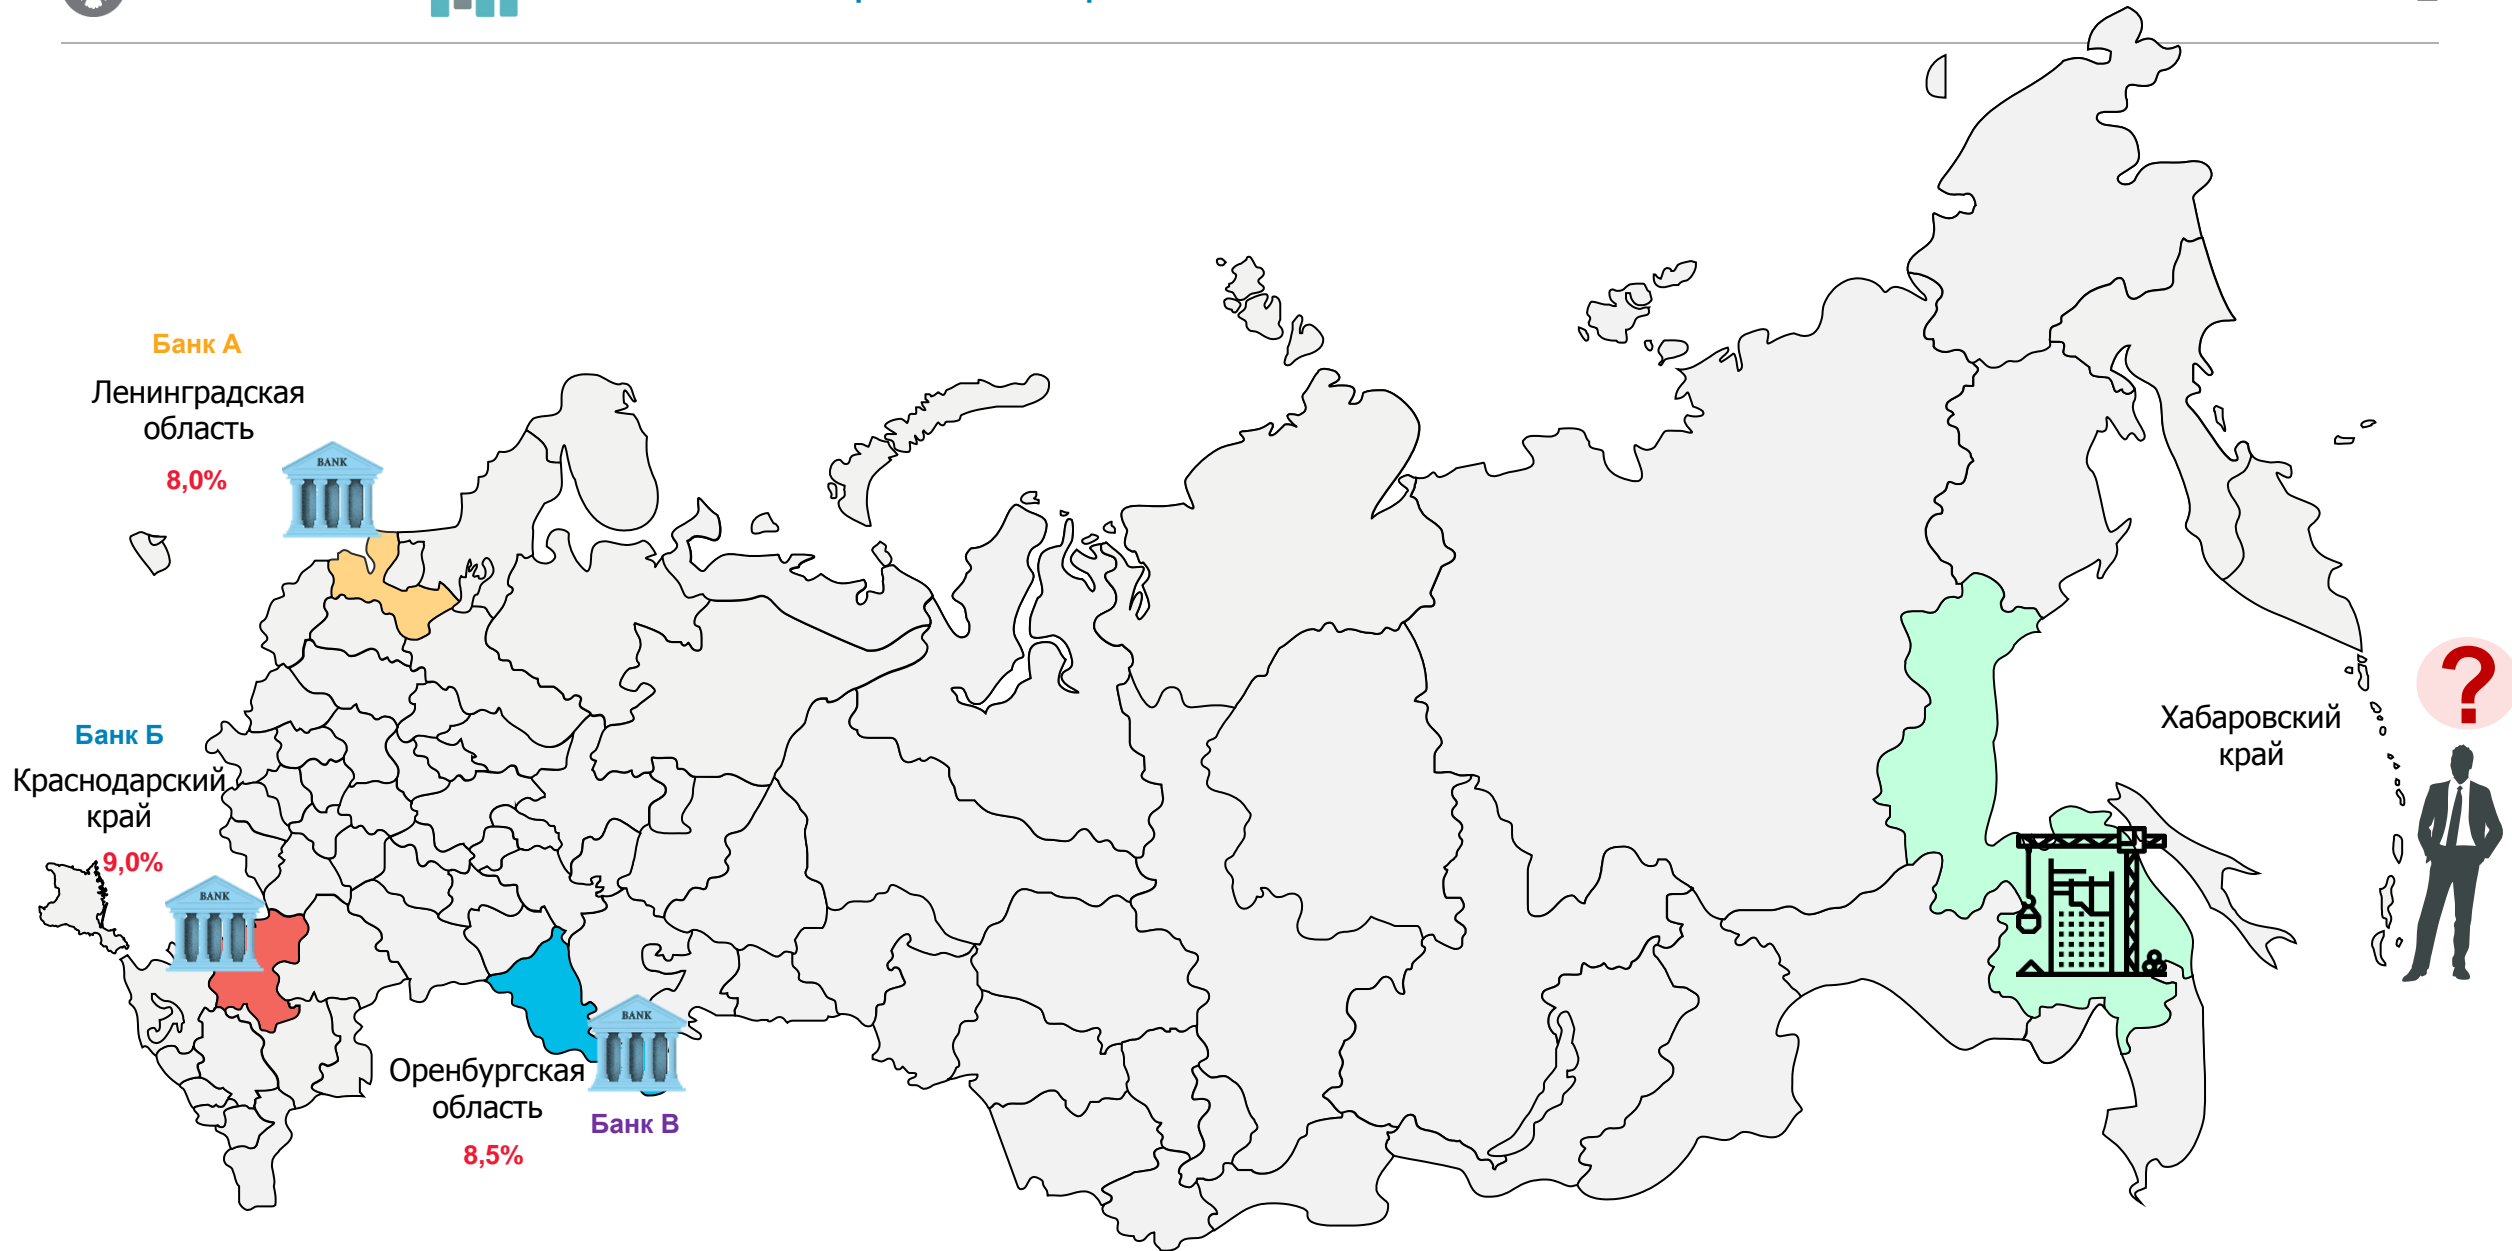 Банк А
Ленинградская
область
8,0%
BANK
Банк Б
Краснодарский
край
9,0%
BANK
Хабаровский
край
?
BANK
Оренбургская
область
8,5%
Банк В